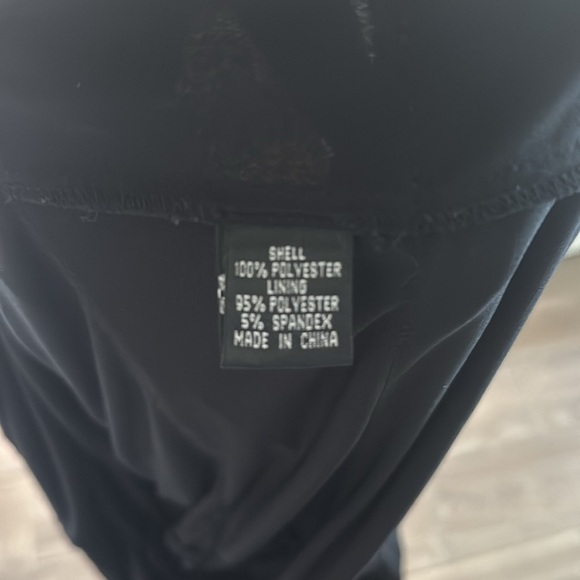 SHELL
100% POLYESTER
LINING
95% POLYESTER
5% SPANDEX
MADE IN CHINA